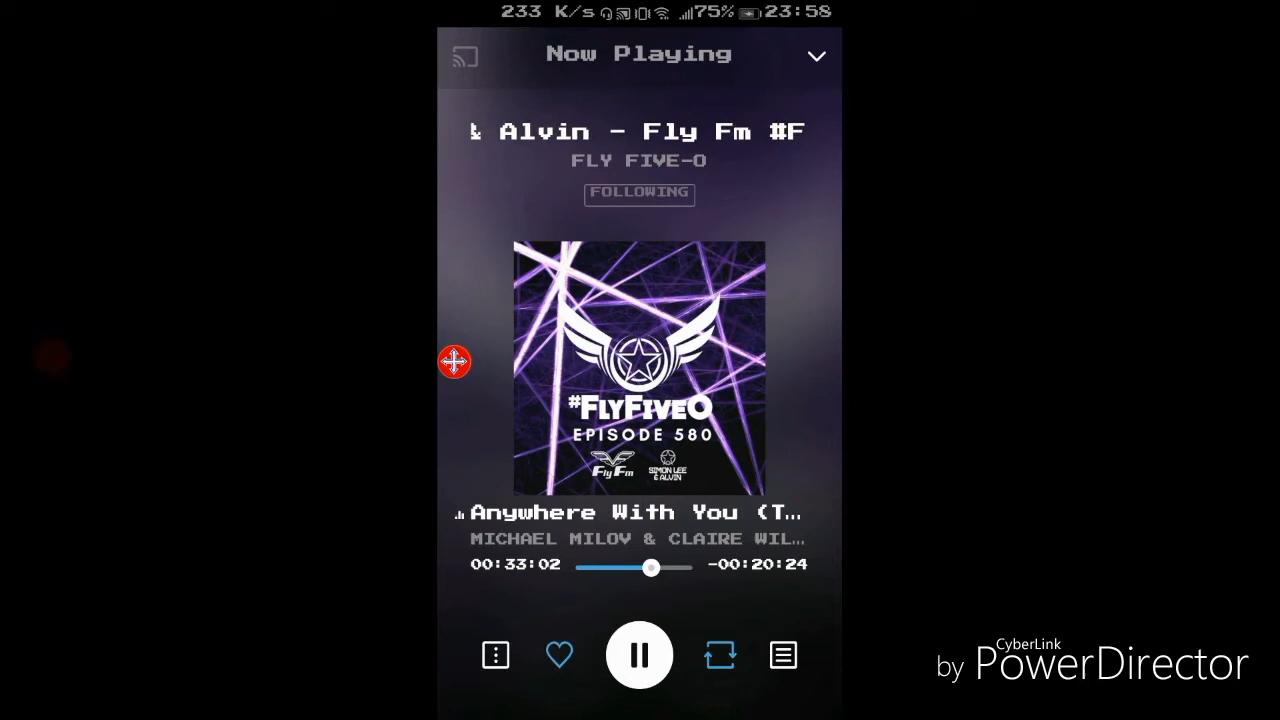 233 K/s 75% 23:58
Now Playing
& Alvin - Fly Fm #F
FLY FIVE-O
FOLLOWING
#FLYFIVEO
EPISODE 580
Fly Fm
SIMON LEE
& ALVIN
Anywhere With You (T...
MICHAEL MILOV & CLAIRE WIL...
00:33:02 -00:20:24
CyberLink
by PowerDirector